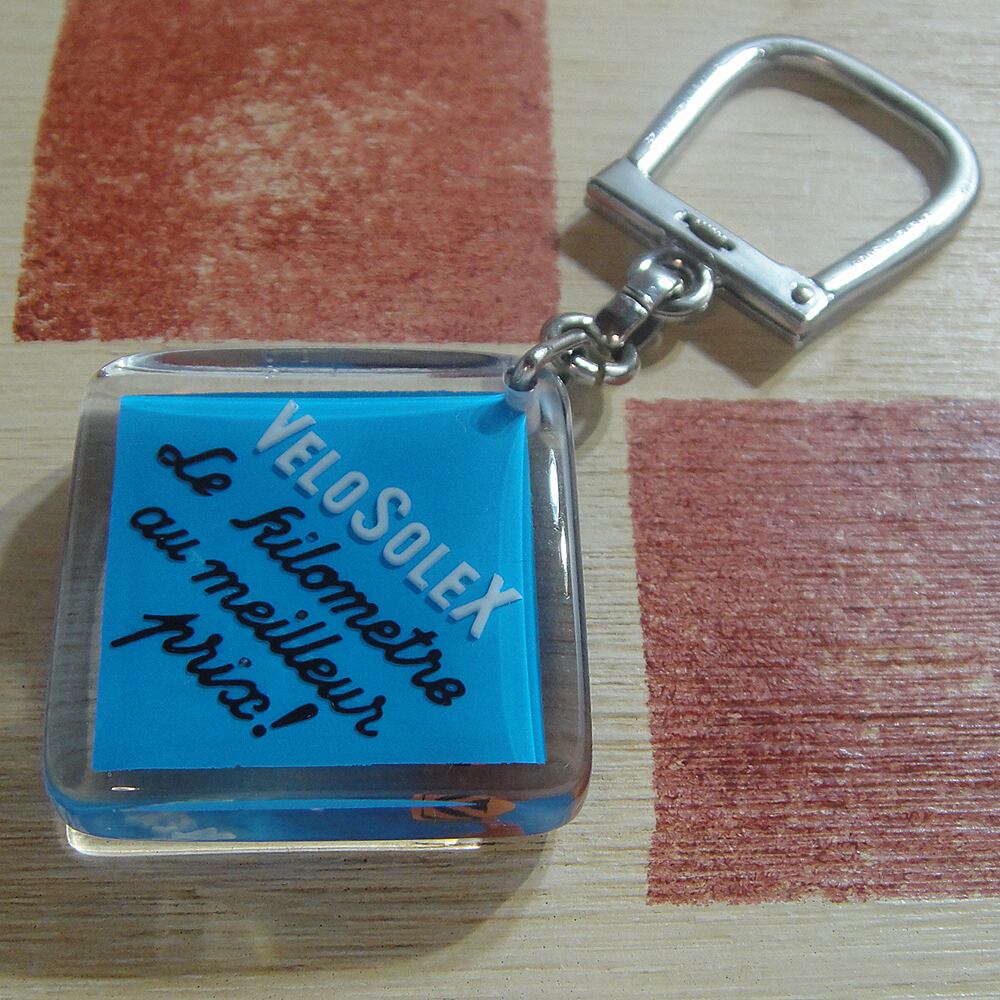 VELOSOLEX
Le kilometre
au meilleur
prix!